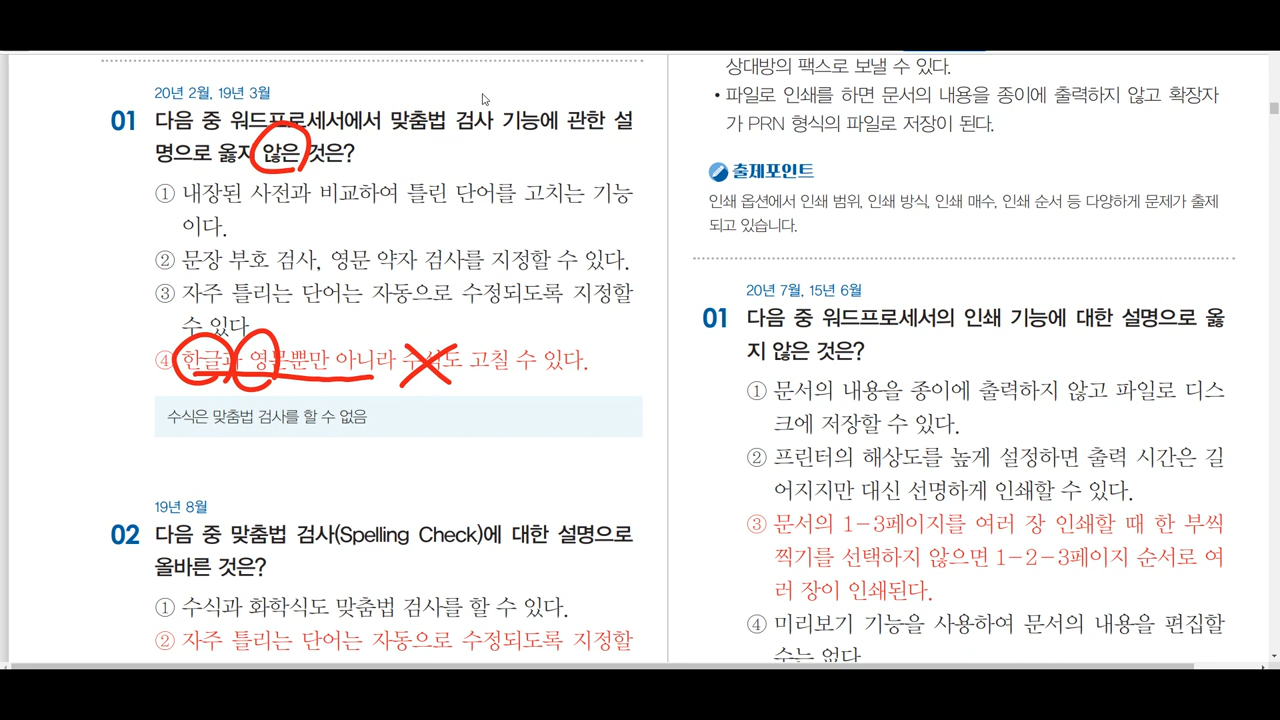 20년 2월, 19년 3월
01 다음 중 워드프로세서에서 맞춤법 검사 기능에 관한 설
명으로 옳지 않은 것은?
① 내장된 사전과 비교하여 틀린 단어를 고치는 기능
이다.
② 문장 부호 검사, 영문 약자 검사를 지정할 수 있다.
③ 자주 틀리는 단어는 자동으로 수정되도록 지정할
수 있다.
④ 한글과 영문뿐만 아니라 수식도 고칠 수 있다.
수식은 맞춤법 검사를 할 수 없음
19년 8월
02 다음 중 맞춤법 검사(Spelling Check)에 대한 설명으로
올바른 것은?
① 수식과 화학식도 맞춤법 검사를 할 수 있다.
② 자주 틀리는 단어는 자동으로 수정되도록 지정할
상대방의 팩스로 보낼 수 있다.
• 파일로 인쇄를 하면 문서의 내용을 종이에 출력하지 않고 확장자
가 PRN 형식의 파일로 저장이 된다.
출제포인트
인쇄 옵션에서 인쇄 범위, 인쇄 방식, 인쇄 매수, 인쇄 순서 등 다양하게 문제가 출제
되고 있습니다.
20년 7월, 15년 6월
01 다음 중 워드프로세서의 인쇄 기능에 대한 설명으로 옳
지 않은 것은?
① 문서의 내용을 종이에 출력하지 않고 파일로 디스
크에 저장할 수 있다.
② 프린터의 해상도를 높게 설정하면 출력 시간은 길
어지지만 대신 선명하게 인쇄할 수 있다.
③ 문서의 1-3페이지를 여러 장 인쇄할 때 한 부씩
찍기를 선택하지 않으면 1-2-3페이지 순서로 여
러 장이 인쇄된다.
④ 미리보기 기능을 사용하여 문서의 내용을 편집할
수는 없다.